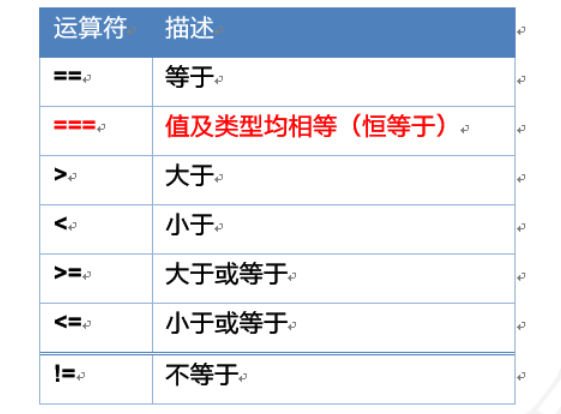 运算符 描述
== 等于
=== 值及类型均相等（恒等于）
> 大于
< 小于
>= 大于或等于
<= 小于或等于
!= 不等于